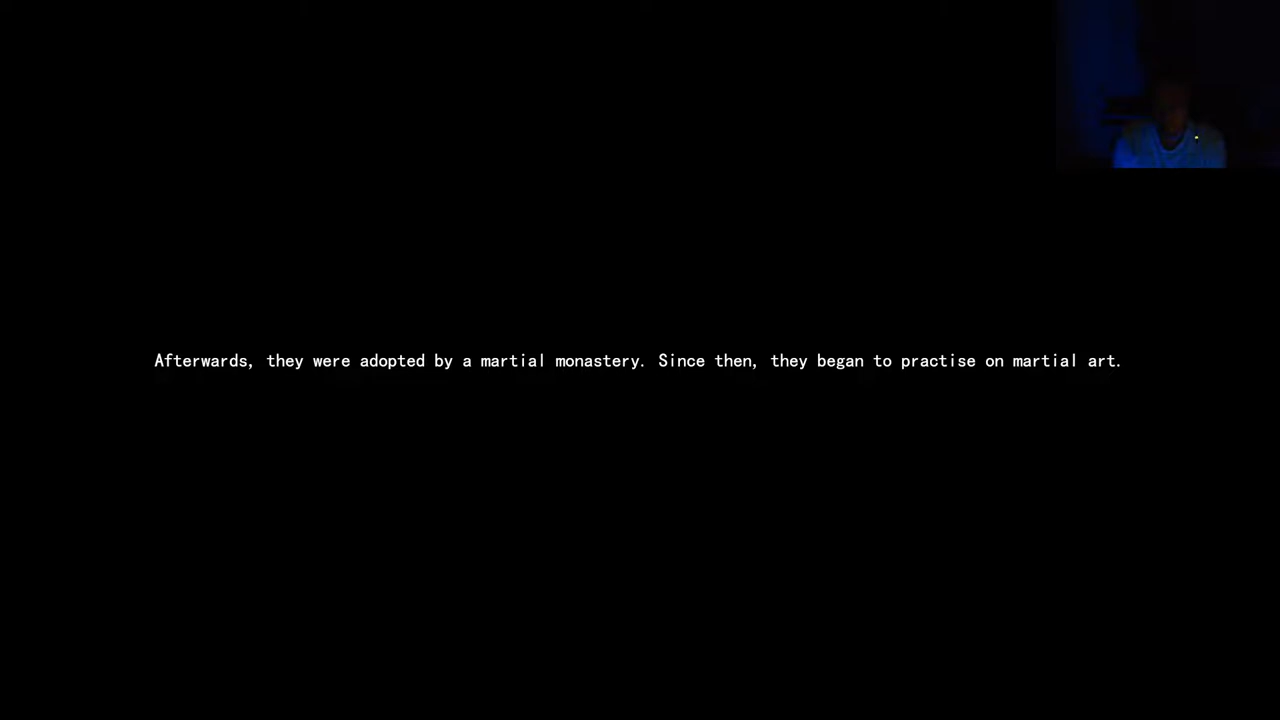 Afterwards, they were adopted by a martial monastery. Since then, they began to practise on martial art.